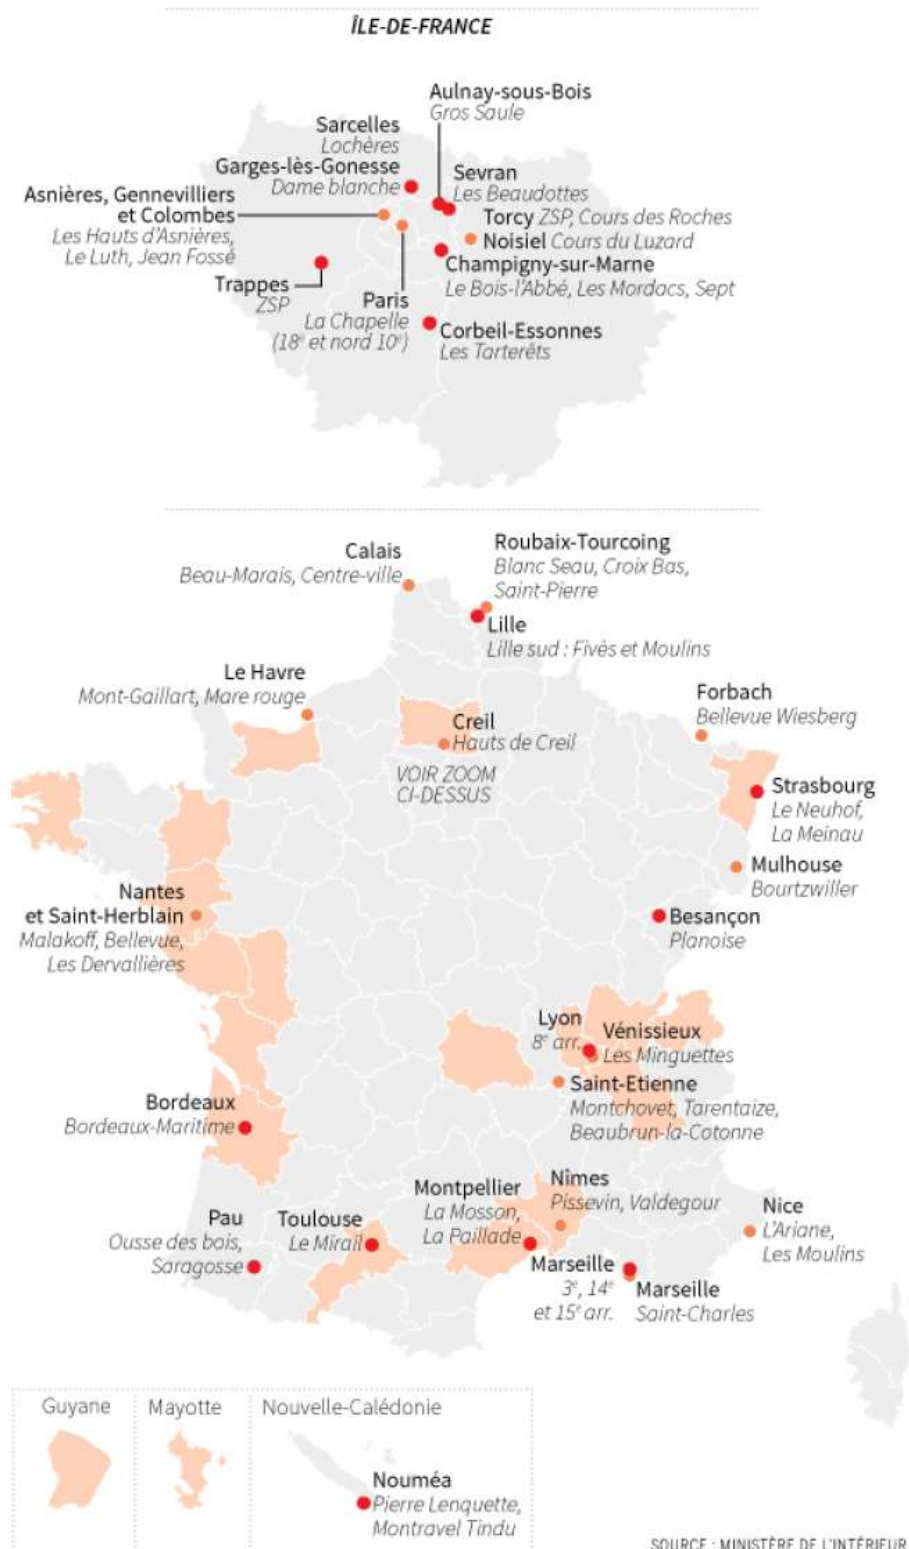 ÎLE-DE-FRANCE
Aulnay-sous-Bois
Gros Saule
Sarcelles
Lochères
Garges-lès-Gonesse
Dame blanche
Sevran
Les Beaudottes
Asnières, Gennevilliers
et Colombes
Les Hauts d'Asnières,
Le Luth, Jean Fossé
Torcy ZSP, Cours des Roches
Noisiel Cours du Luzard
Champigny-sur-Marne
Le Bois-l'Abbé, Les Mordacs, Sept
Trappes
ZSP
Paris
La Chapelle
(18e et nord 10e)
Corbeil-Essonnes
Les Tarterêts
Calais
Beau-Marais, Centre-ville
Roubaix-Tourcoing
Blanc Seau, Croix Bas,
Saint-Pierre
Lille
Lille sud : Fivès et Moulins
Le Havre
Mont-Gaillart, Mare rouge
Forbach
Bellevue Wiesberg
Creil
Hauts de Creil
VOIR ZOOM
CI-DESSUS
Strasbourg
Le Neuhof,
La Meinau
Mulhouse
Bourtzwiller
Nantes
et Saint-Herblain
Malakoff, Bellevue,
Les Dervallières
Besançon
Planoise
Lyon
8e arr.
Vénissieux
Les Minguettes
Saint-Etienne
Montchovet, Tarentaize,
Beaubrun-la-Cotonne
Bordeaux
Bordeaux-Maritime
Montpellier
La Mosson,
La Paillade
Nîmes
Pissevin, Valdegour
Nice
L'Ariane,
Les Moulins
Pau
Ousse des bois,
Saragosse
Toulouse
Le Mirail
Marseille
3e, 14e
et 15e arr.
Marseille
Saint-Charles
Guyane
Mayotte
Nouvelle-Calédonie
Nouméa
Pierre Lenquette,
Montravel Tindu
SOURCE : MINISTÈRE DE L'INTÉRIEUR